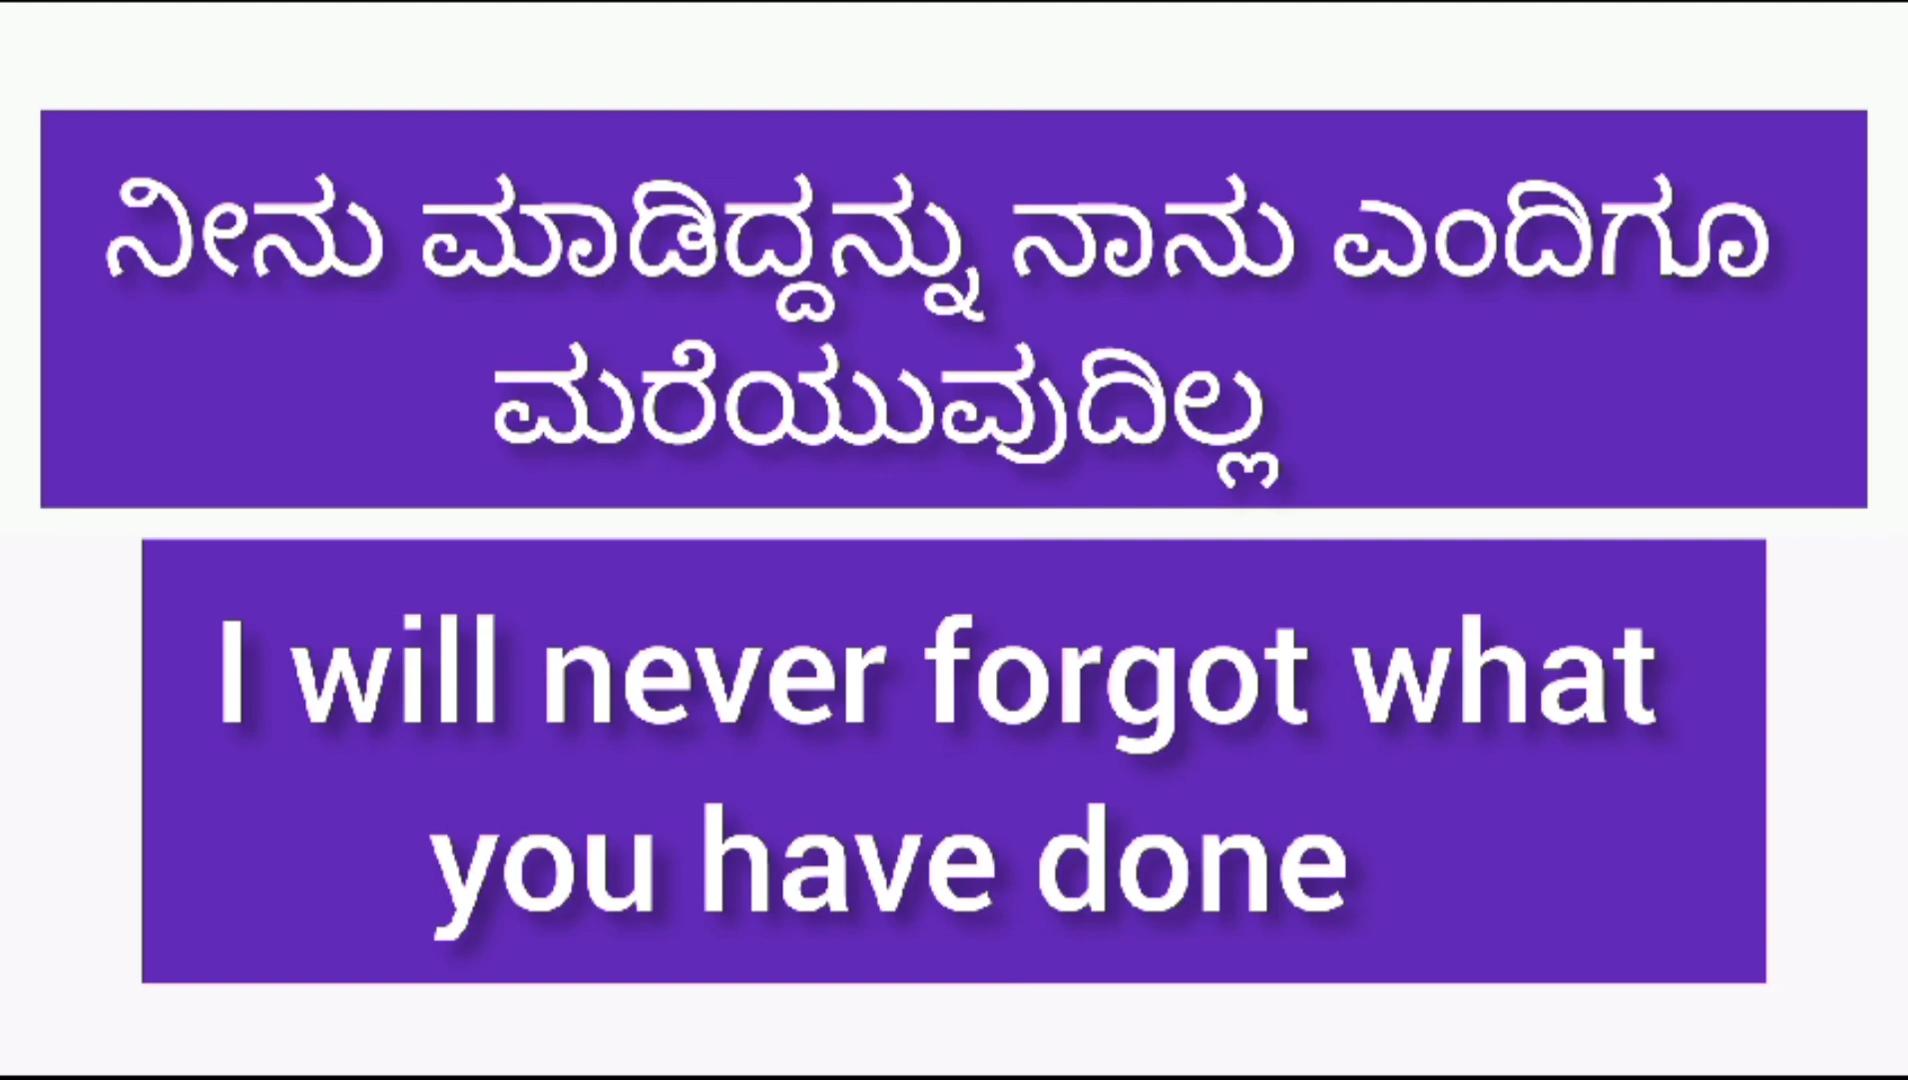 ನೀನು ಮಾಡಿದ್ದನ್ನು ನಾನು ಎಂದಿಗೂ
ಮರೆಯುವುದಿಲ್ಲ
I will never forgot what
you have done